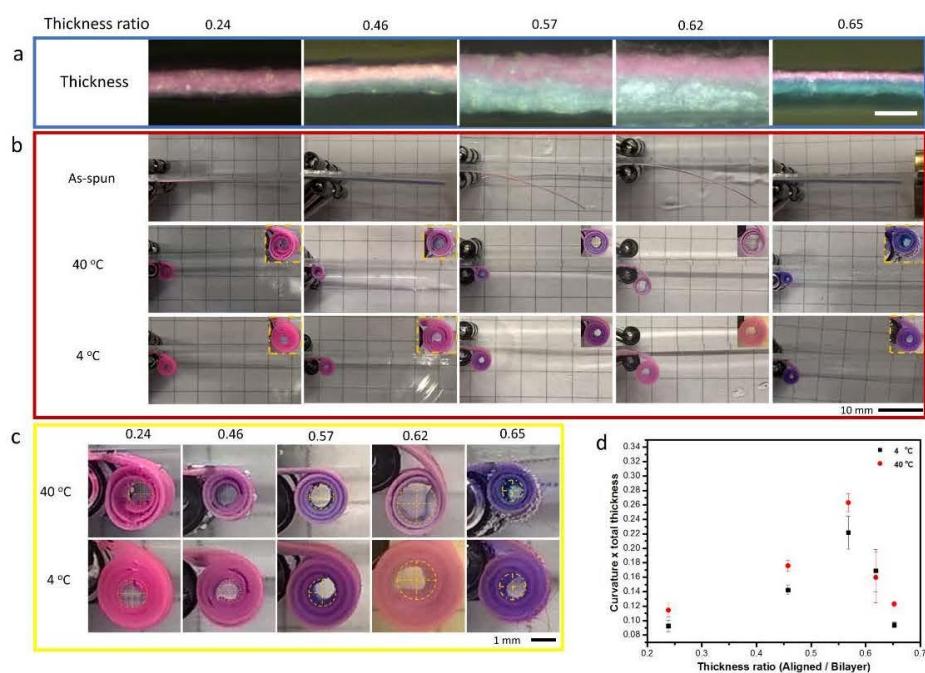 Thickness ratio 0.24 0.46 0.57 0.62 0.65
a
Thickness
b
As-spun
40 °C
4 °C
10 mm
c
0.24 0.46 0.57 0.62 0.65
40 °C
4 °C
1 mm
d
0.34
0.32
0.30
0.28
0.26
0.24
0.22
0.20
0.18
0.16
0.14
0.12
0.10
0.08
Curvature x total thickness
4 °C
40 °C
0.2 0.3 0.4 0.5 0.6 0.7
Thickness ratio (Aligned / Bilayer)